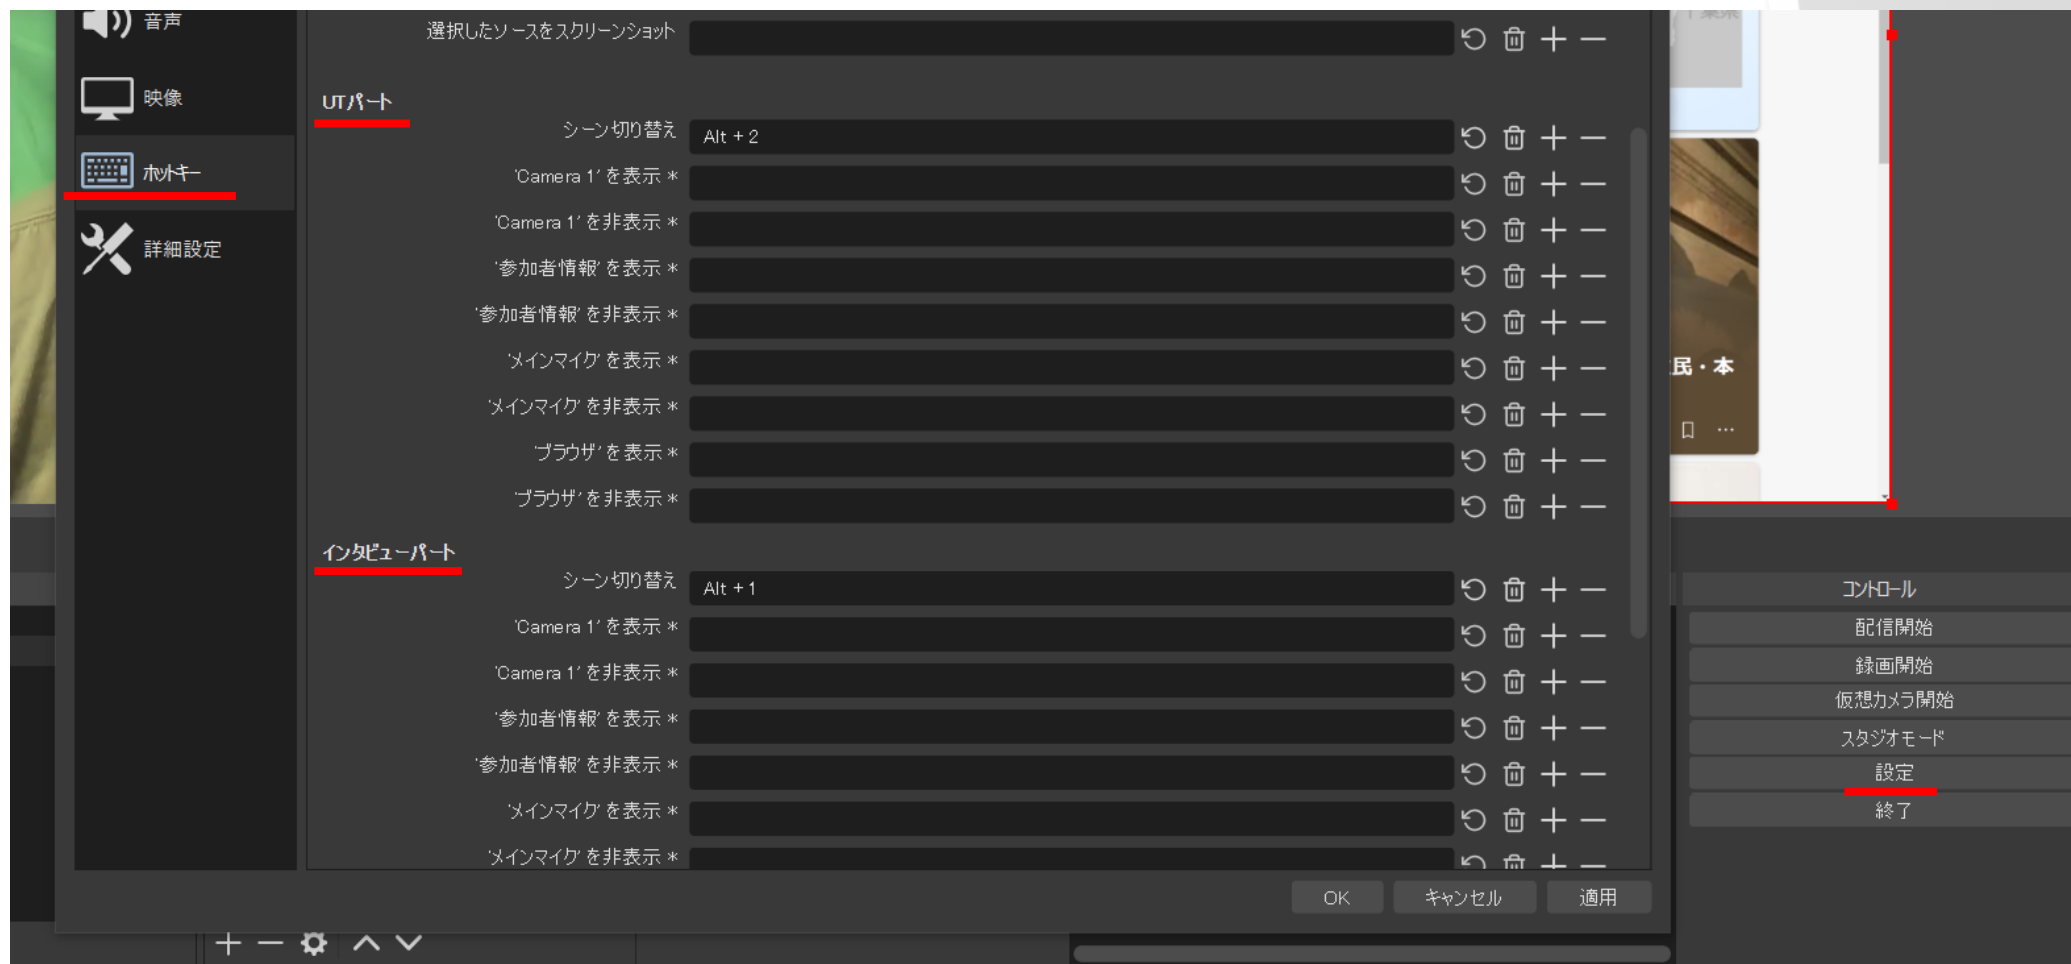 音声
映像
ホットキー
詳細設定
選択したソースをスクリーンショット
UTパート
シーン切り替え Alt + 2
'Camera 1' を表示 *
'Camera 1' を非表示 *
'参加者情報' を表示 *
'参加者情報' を非表示 *
'メインマイク' を表示 *
'メインマイク' を非表示 *
'ブラウザ' を表示 *
'ブラウザ' を非表示 *
インタビューパート
シーン切り替え Alt + 1
'Camera 1' を表示 *
'Camera 1' を非表示 *
'参加者情報' を表示 *
'参加者情報' を非表示 *
'メインマイク' を表示 *
'メインマイク' を非表示 *
OK キャンセル 適用
民・本
コントロール
配信開始
録画開始
仮想カメラ開始
スタジオモード
設定
終了